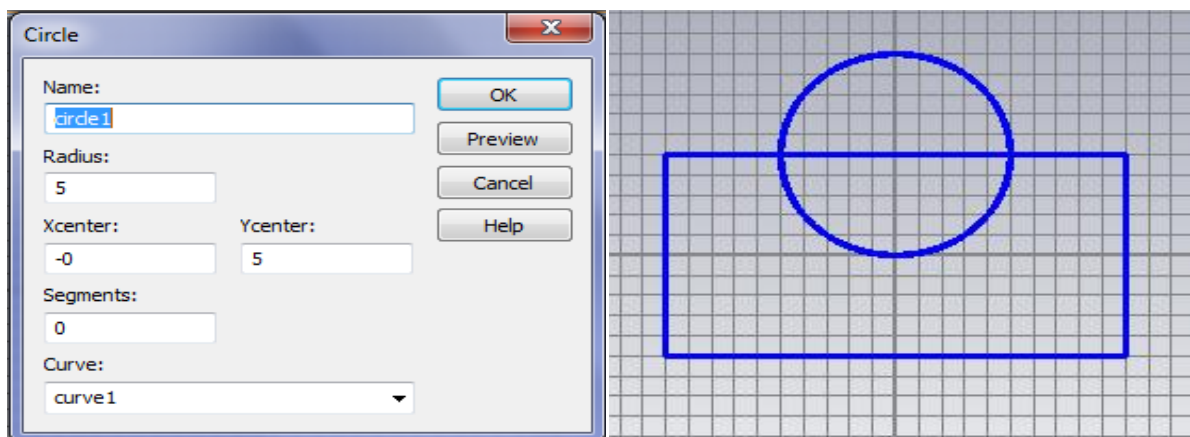 Circle
Name:
circle1
OK
Preview
Radius:
5
Cancel
Xcenter: Ycenter:
Help
-0 5
Segments:
0
Curve:
curve1